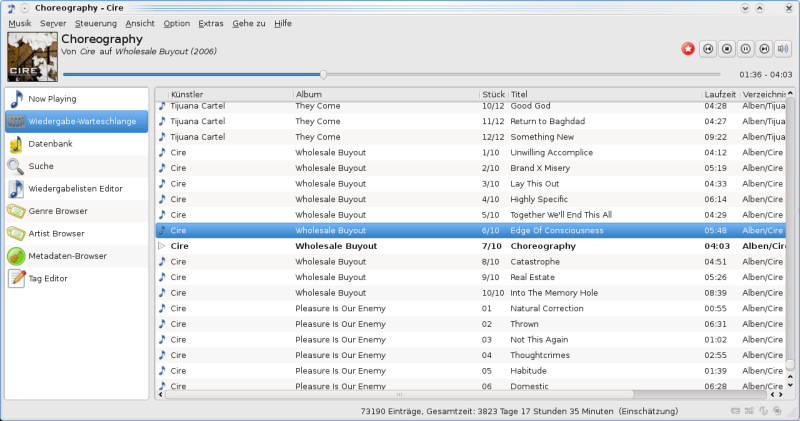 Choreography - Cire
Musik Server Steuerung Ansicht Option Extras Gehe zu Hilfe
CIRE
Choreography
Von Cire auf Wholesale Buyout (2006)
01:36 - 04:03
Now Playing
Wiedergabe-Warteschlange
Datenbank
Suche
Wiedergabelisten Editor
Genre Browser
Artist Browser
Metadaten-Browser
Tag Editor
Künstler Album Stück Titel Laufzeit Verzeichnis
Tijuana Cartel They Come 10/12 Good God 04:28 Alben/Tijua
Tijuana Cartel They Come 11/12 Return to Baghdad 04:27 Alben/Tijua
Tijuana Cartel They Come 12/12 Something New 09:22 Alben/Tijua
Cire Wholesale Buyout 1/10 Unwilling Accomplice 04:12 Alben/Cire
Cire Wholesale Buyout 2/10 Brand X Misery 05:19 Alben/Cire
Cire Wholesale Buyout 3/10 Lay This Out 04:33 Alben/Cire
Cire Wholesale Buyout 4/10 Highly Specific 06:14 Alben/Cire
Cire Wholesale Buyout 5/10 Together We'll End This All 04:29 Alben/Cire
Cire Wholesale Buyout 6/10 Edge Of Consciousness 05:48 Alben/Cire
Cire Wholesale Buyout 7/10 Choreography 04:03 Alben/Cire
Cire Wholesale Buyout 8/10 Catastrophe 04:51 Alben/Cire
Cire Wholesale Buyout 9/10 Real Estate 05:26 Alben/Cire
Cire Wholesale Buyout 10/10 Into The Memory Hole 08:39 Alben/Cire
Cire Pleasure Is Our Enemy 01 Natural Correction 00:55 Alben/Cire
Cire Pleasure Is Our Enemy 02 Thrown 06:31 Alben/Cire
Cire Pleasure Is Our Enemy 03 Not This Again 01:02 Alben/Cire
Cire Pleasure Is Our Enemy 04 Thoughtcrimes 02:55 Alben/Cire
Cire Pleasure Is Our Enemy 05 Habitude 01:39 Alben/Cire
Cire Pleasure Is Our Enemy 06 Domestic 06:28 Alben/Cire
73190 Einträge, Gesamtzeit: 3823 Tage 17 Stunden 35 Minuten (Einschätzung)